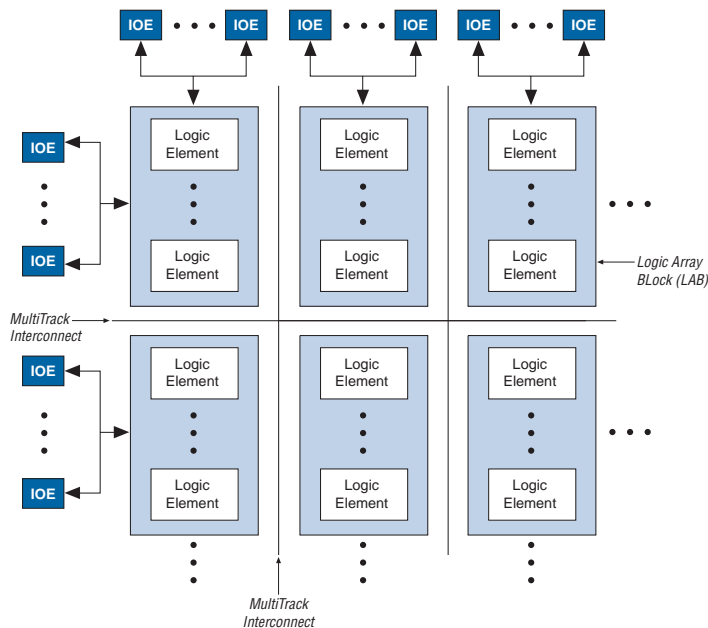 IOE IOE IOE IOE IOE IOE
Logic Element
Logic Element
Logic Element
IOE
IOE
Logic Element
Logic Element
Logic Element
Logic Array
BLock (LAB)
MultiTrack
Interconnect
IOE
Logic Element
Logic Element
Logic Element
IOE
Logic Element
Logic Element
Logic Element
MultiTrack
Interconnect